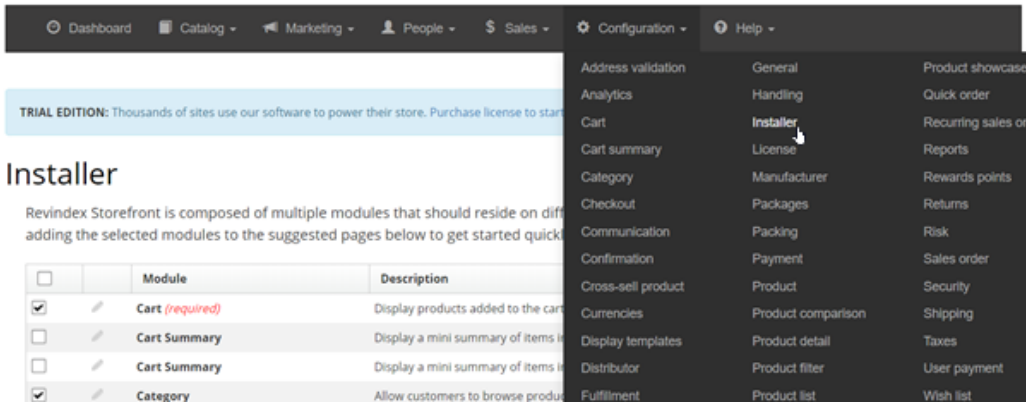 Dashboard Catalog Marketing People $ Sales Configuration Help
TRIAL EDITION: Thousands of sites use our software to power their store. Purchase license to start
Installer
Revindex Storefront is composed of multiple modules that should reside on diff
adding the selected modules to the suggested pages below to get started quickl
Module Description
Cart (required) Display products added to the cart
Cart Summary Display a mini summary of items i
Cart Summary Display a mini summary of items i
Category Allow customers to browse produ
Address validation General Product showcase
Analytics Handling Quick order
Cart Installer Recurring sales or
Cart summary License Reports
Category Manufacturer Rewards points
Checkout Packages Returns
Communication Packing Risk
Confirmation Payment Sales order
Cross-sell product Product Security
Currencies Product comparison Shipping
Display templates Product detail Taxes
Distributor Product filter User payment
Fulfillment Product list Wish list